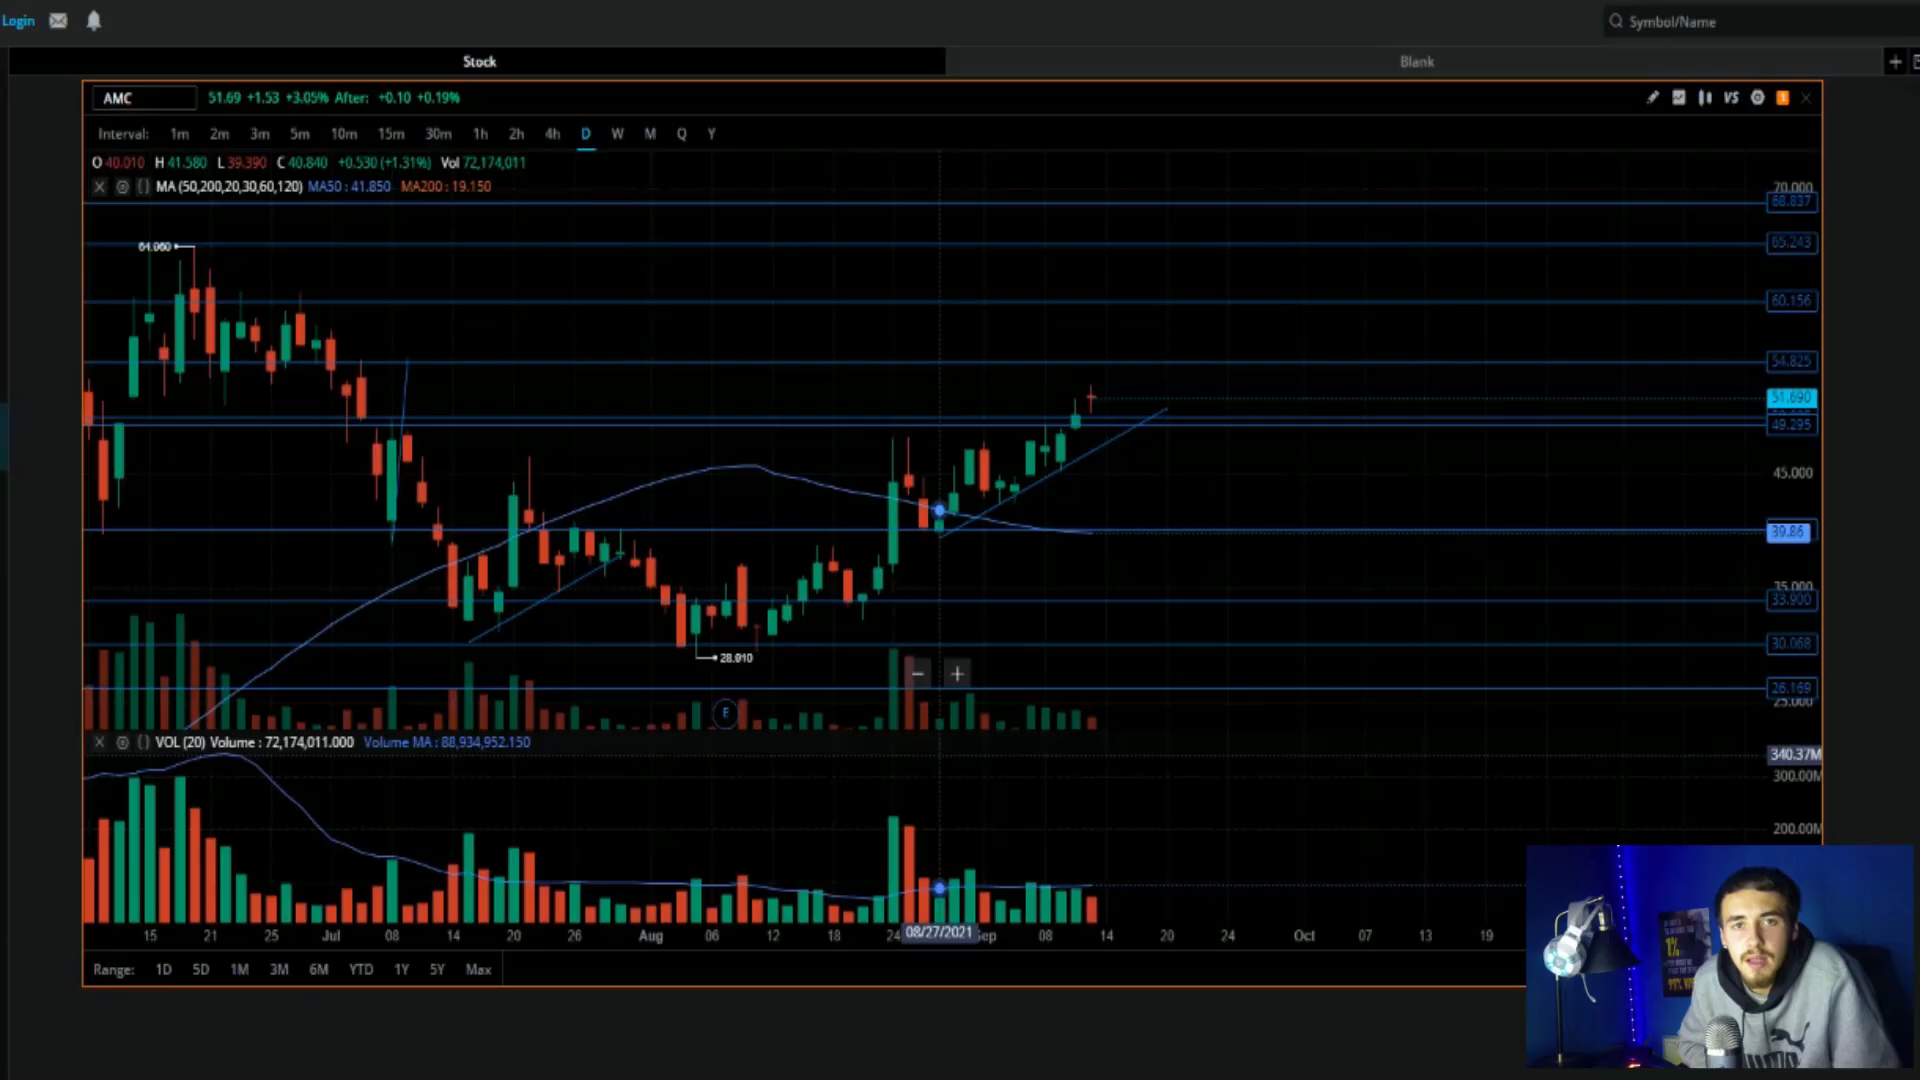 Login
Symbol/Name
Stock
Blank
AMC
51.69 +1.53 +3.05% After: +0.10 +0.19%
VS
1
Interval: 1m 2m 3m 5m 10m 15m 30m 1h 2h 4h D W M Q Y
O 40.010 H 41.580 L 39.390 C 40.840 +0.530 (+1.31%) Vol 72,174,011
MA (50,200,20,30,60,120) MA50 : 41.850 MA200 : 19.150
70.000
68.837
65.243
60.156
54.825
51.690
49.295
45.000
39.86
35.000
33.900
30.068
26.169
25.000
28.910
E
VOL (20) Volume : 72,174,011.000 Volume MA : 88,934,952.150
340.37M
300.00M
200.00M
15 21 25 Jul 08 14 20 26 Aug 06 12 18 24 08/27/2021 ep 08 14 20 24 Oct 07 13 19
Range: 1D 5D 1M 3M 6M YTD 1Y 5Y Max
1%